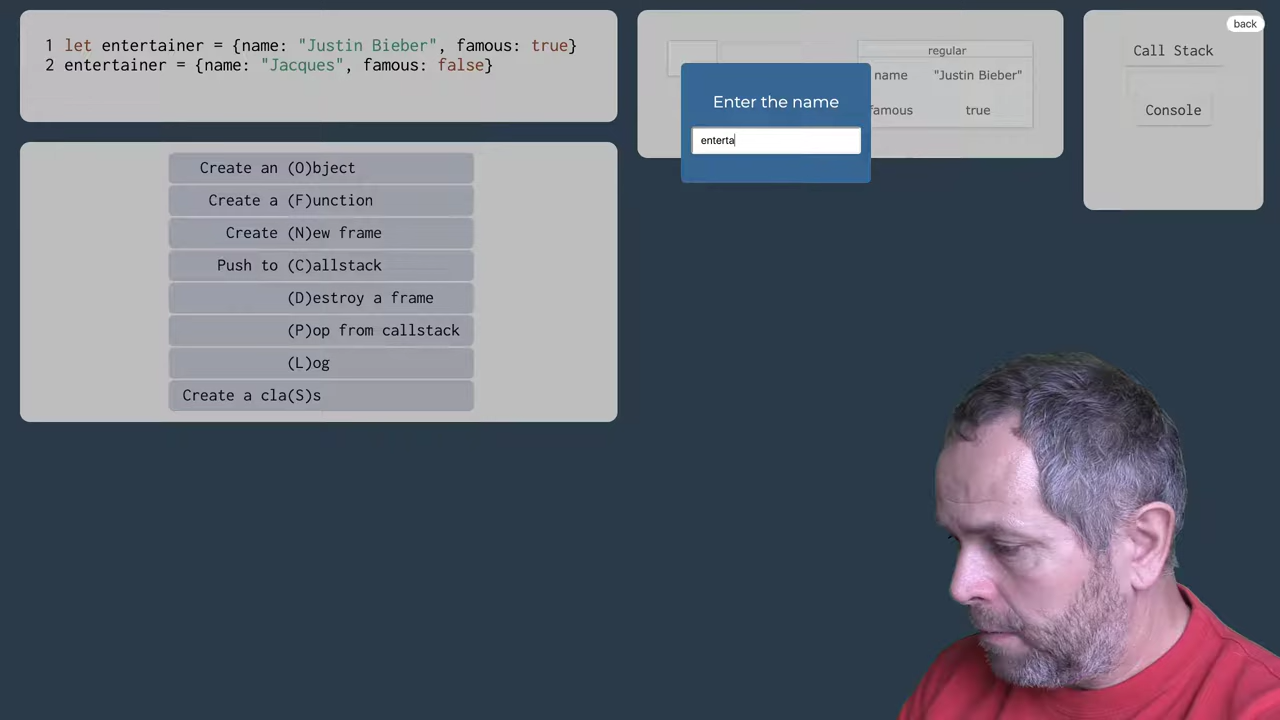 1 let entertainer = {name: "Justin Bieber", famous: true}
2 entertainer = {name: "Jacques", famous: false}
Create an (O)bject
Create a (F)unction
Create (N)ew frame
Push to (C)allstack
(D)estroy a frame
(P)op from callstack
(L)og
Create a cla(S)s
regular
name "Justin Bieber"
famous true
Enter the name
enterta
back
Call Stack
Console